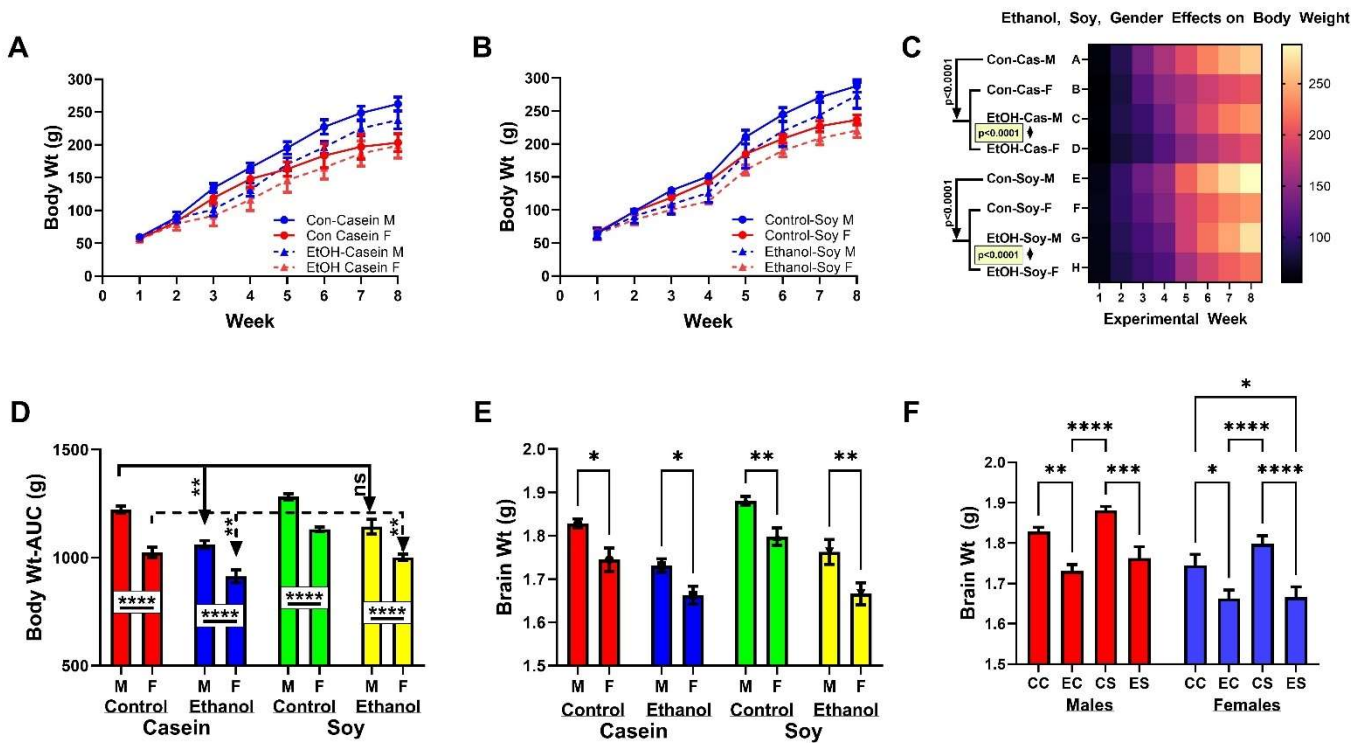 A
Body Wt (g)
300
250
200
150
100
50
0
0 1 2 3 4 5 6 7 8
Week
Con-Casein M
Con Casein F
EtOH-Casein M
EtOH Casein F
B
Body Wt (g)
300
250
200
150
100
50
0
0 1 2 3 4 5 6 7 8
Week
Control-Soy M
Control-Soy F
Ethanol-Soy M
Ethanol-Soy F
Ethanol, Soy, Gender Effects on Body Weight
C
p<0.0001
Con-Cas-M A
Con-Cas-F B
EtOH-Cas-M C
p<0.0001
EtOH-Cas-F D
p<0.0001
Con-Soy-M E
Con-Soy-F F
EtOH-Soy-M G
p<0.0001
EtOH-Soy-F H
1 2 3 4 5 6 7 8
Experimental Week
250
200
150
100
D
Body Wt-AUC (g)
1500
1000
500
**
**
ns
**
**** **** **** ****
M F M F M F M F
Control Ethanol Control Ethanol
Casein Soy
E
Brain Wt (g)
2.0
1.9
1.8
1.7
1.6
1.5
* * ** **
M F M F M F M F
Control Ethanol Control Ethanol
Casein Soy
F
Brain Wt (g)
2.0
1.9
1.8
1.7
1.6
1.5
*
**** ****
** *** * ****
CC EC CS ES CC EC CS ES
Males Females